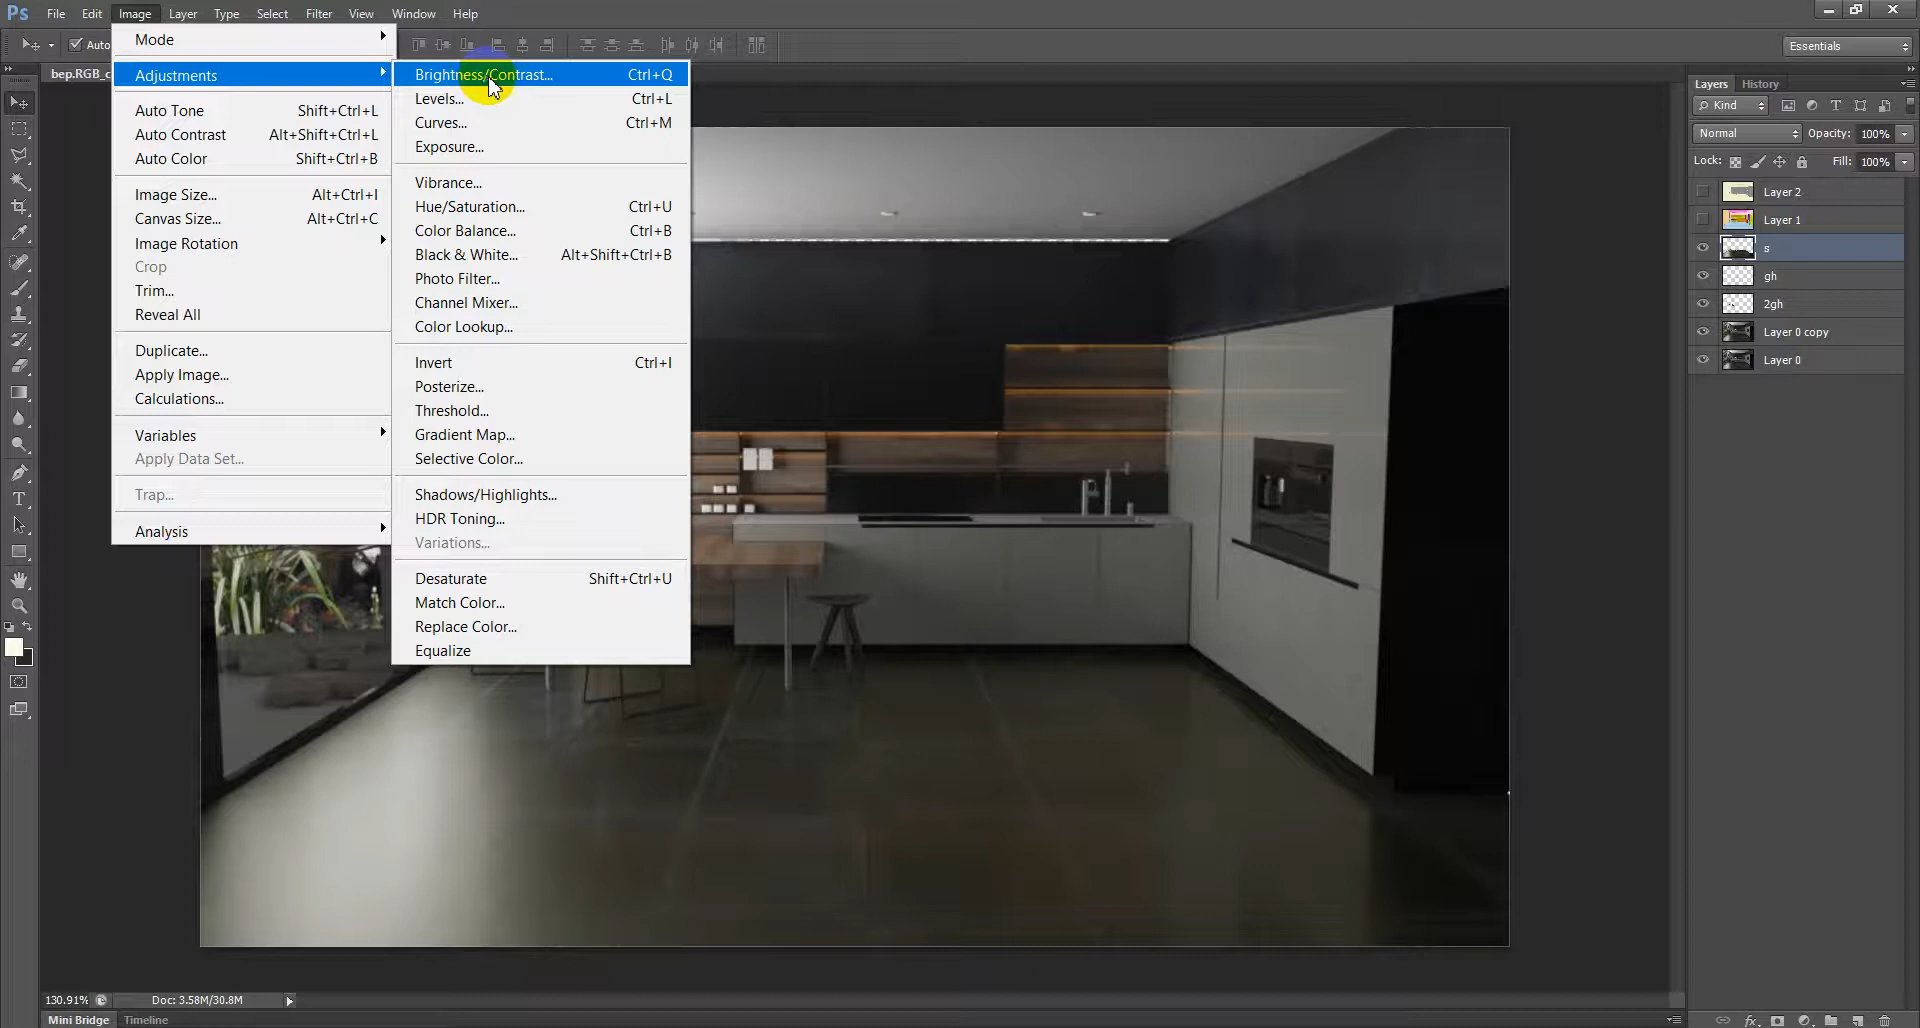 Ps File Edit Image Layer Type Select Filter View Window Help
Auto
Essentials
bep.RGB_c
Mode
Adjustments
Auto Tone Shift+Ctrl+L
Auto Contrast Alt+Shift+Ctrl+L
Auto Color Shift+Ctrl+B
Image Size... Alt+Ctrl+I
Canvas Size... Alt+Ctrl+C
Image Rotation
Crop
Trim...
Reveal All
Duplicate...
Apply Image...
Calculations...
Variables
Apply Data Set...
Trap...
Analysis
Brightness/Contrast... Ctrl+Q
Levels... Ctrl+L
Curves... Ctrl+M
Exposure...
Vibrance...
Hue/Saturation... Ctrl+U
Color Balance... Ctrl+B
Black & White... Alt+Shift+Ctrl+B
Photo Filter...
Channel Mixer...
Color Lookup...
Invert Ctrl+I
Posterize...
Threshold...
Gradient Map...
Selective Color...
Shadows/Highlights...
HDR Toning...
Variations...
Desaturate Shift+Ctrl+U
Match Color...
Replace Color...
Equalize
Layers History
Kind
Normal Opacity: 100%
Lock: Fill: 100%
Layer 2
Layer 1
s
gh
2gh
Layer 0 copy
Layer 0
130.91% Doc: 3.58M/30.8M
Mini Bridge Timeline